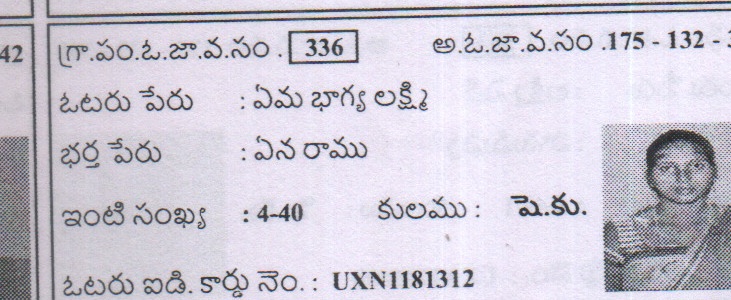 42
గ్రా.పం.ఓ.జా.వ.సం . 336 అ.ఓ.జా.వ.సం .175 - 132 -
ఓటరు పేరు : ఏమ భాగ్య లక్ష్మి
భర్త పేరు : ఏన రాము
ఇంటి సంఖ్య : 4-40 కులము : షె.కు.
ఓటరు ఐడి. కార్డు నెం. : UXN1181312